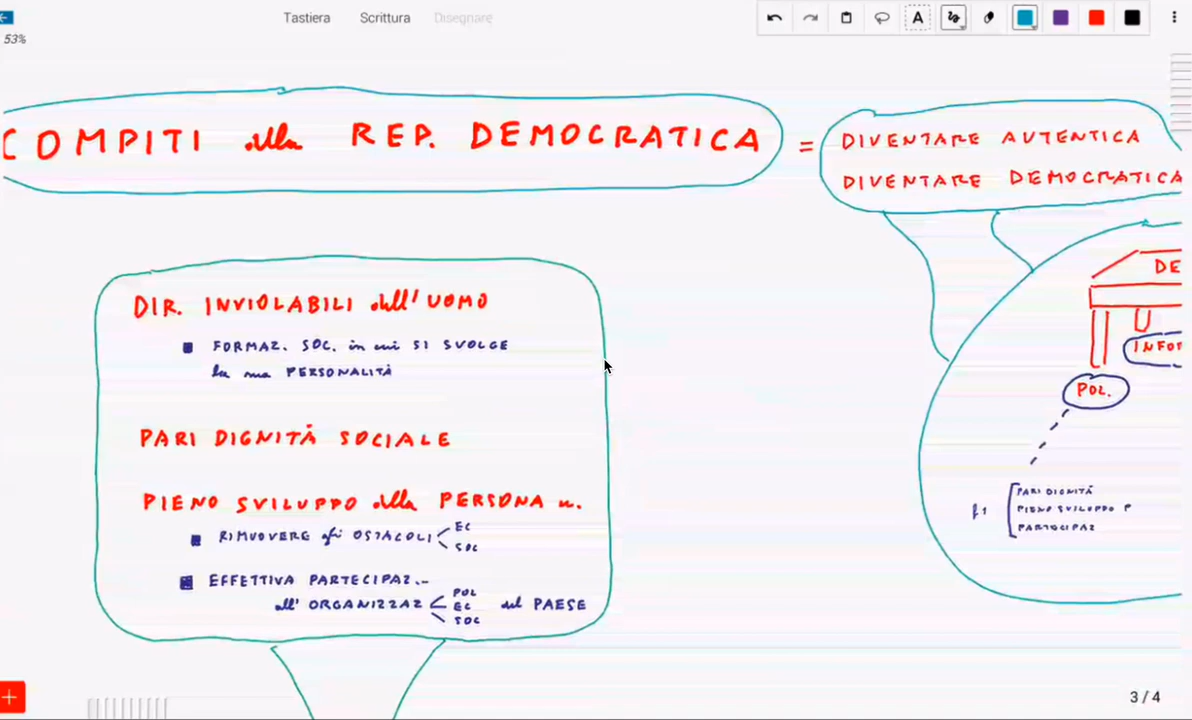 Tastiera Scrittura Disegnare
A
53%
COMPITI della REP. DEMOCRATICA = DIVENTARE AUTENTICA
DIVENTARE DEMOCRATICA
DIR. INVIOLABILI dell'UOMO
FORMAZ. SOC. in cui SI SVOLGE
la sua PERSONALITÀ
PARI DIGNITÀ SOCIALE
PIENO SVILUPPO della PERSONA u.
RIMUOVERE gli OSTACOLI EC
SOC
EFFETTIVA PARTECIPAZ..
all'ORGANIZZAZ POL
EC
SOC
del PAESE
DE
INFOR
POL.
PARI DIGNITÀ
PIENO SVILUPPO P
PARTECIPAZ
3 / 4